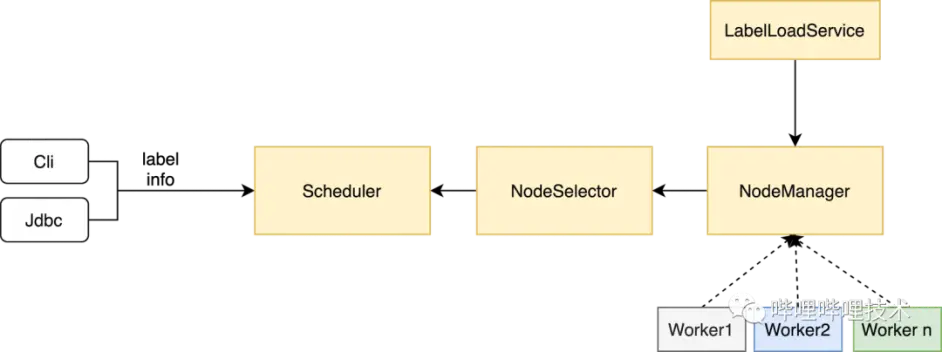 LabelLoadService
Cli
Jdbc
label
info
Scheduler
NodeSelector
NodeManager
哔哩哔哩技术
Worker1
Worker2
Worker n